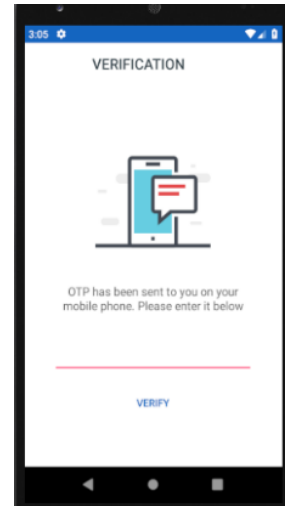 3:05
VERIFICATION
OTP has been sent to you on your
mobile phone. Please enter it below
VERIFY